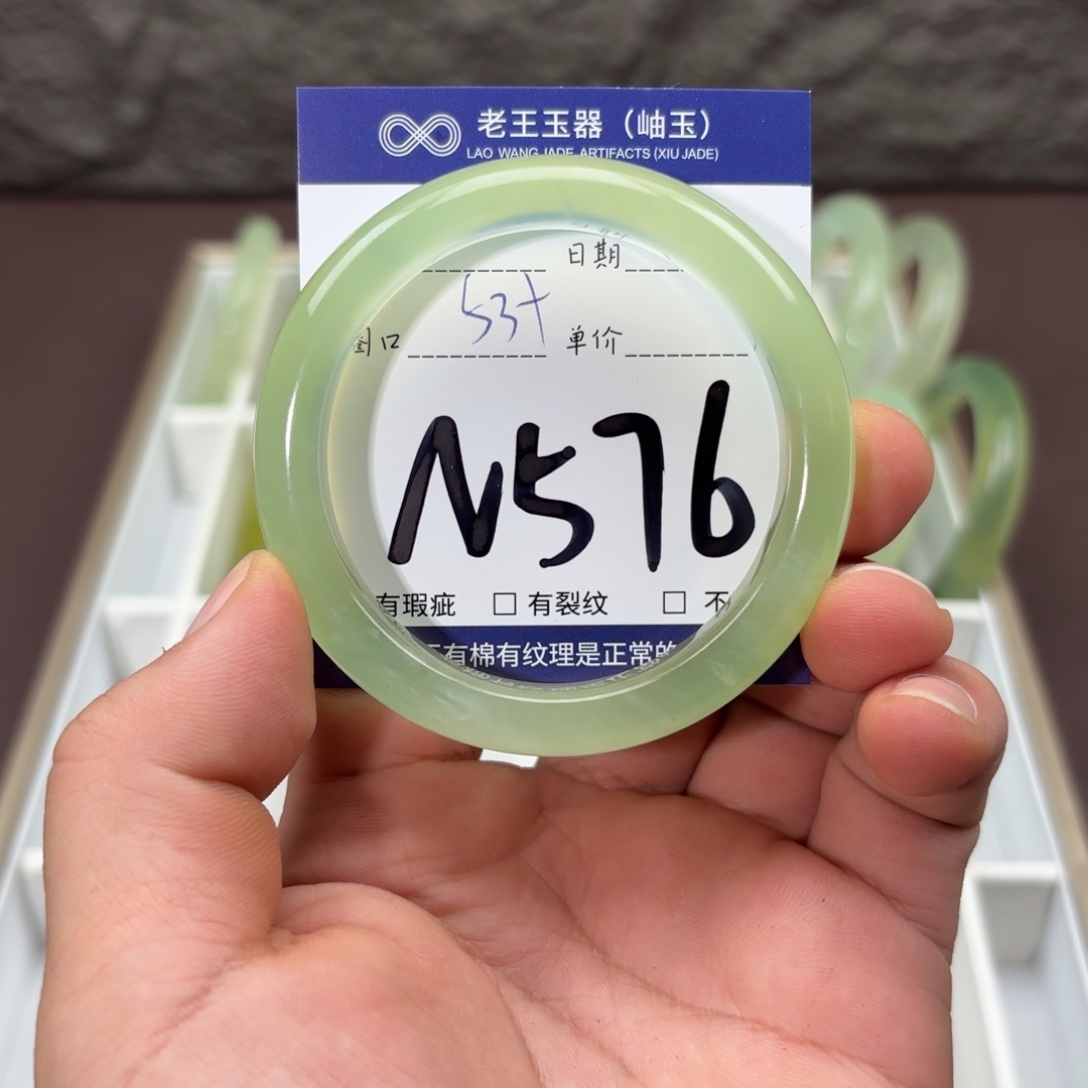 老王玉器（岫玉）
LAO WANG JADE ARTIFACTS (XIU JADE)
日期
圈口 53+ 单价
N576
有瑕疵 □ 有裂纹 □ 不
有棉有纹理是正常的